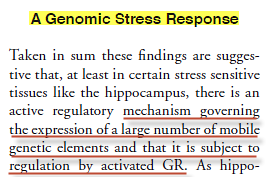 A Genomic Stress Response
Taken in sum these findings are sugges-
tive that, at least in certain stress sensitive
tissues like the hippocampus, there is an
active regulatory mechanism governing
the expression of a large number of mobile
genetic elements and that it is subject to
regulation by activated GR. As hippo-